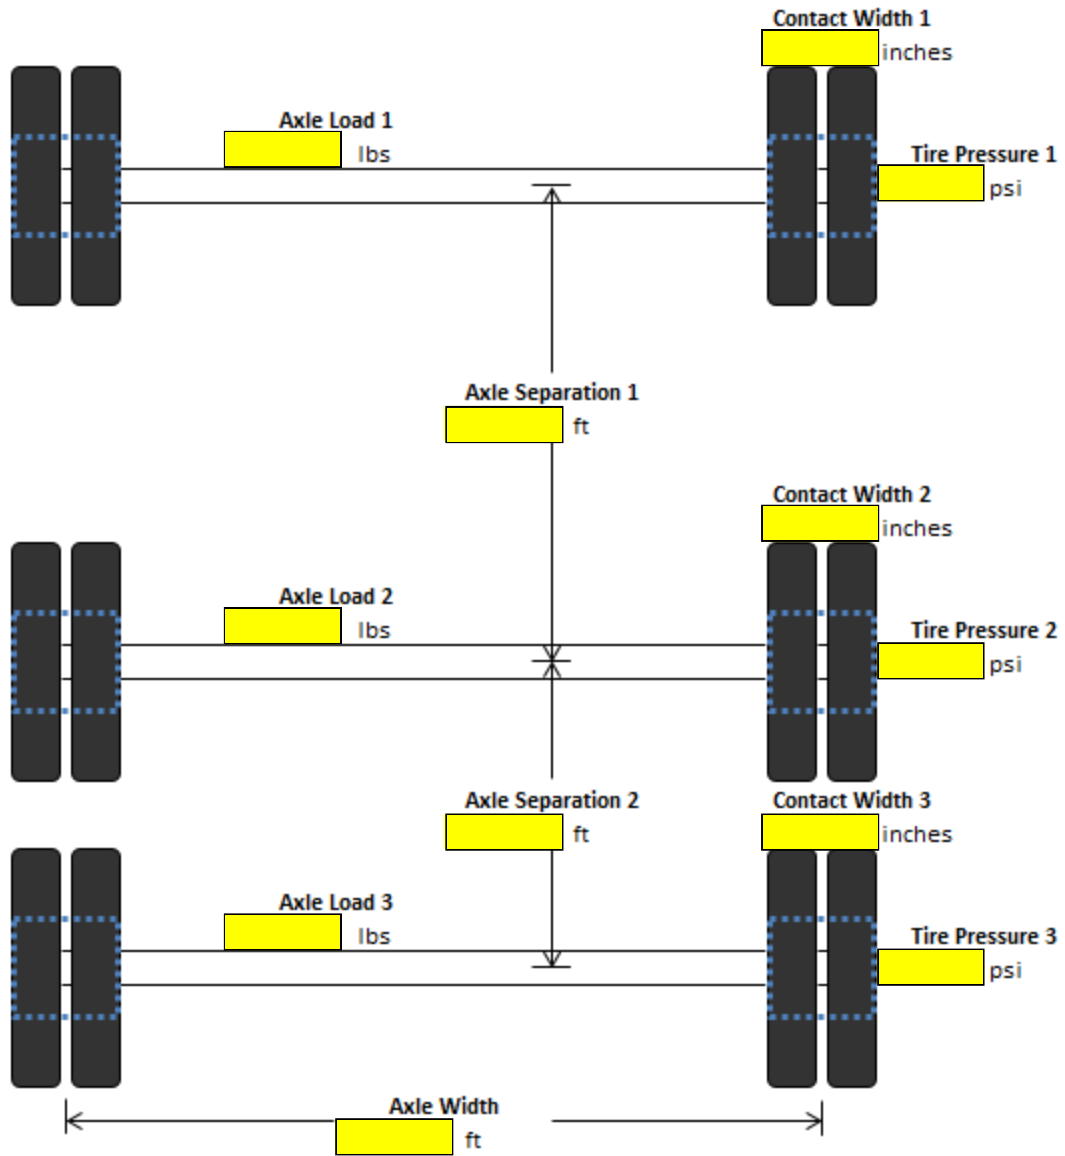 Contact Width 1
inches
Axle Load 1
lbs
Tire Pressure 1
psi
Axle Separation 1
ft
Contact Width 2
inches
Axle Load 2
lbs
Tire Pressure 2
psi
Axle Separation 2
ft
Contact Width 3
inches
Axle Load 3
lbs
Tire Pressure 3
psi
Axle Width
ft